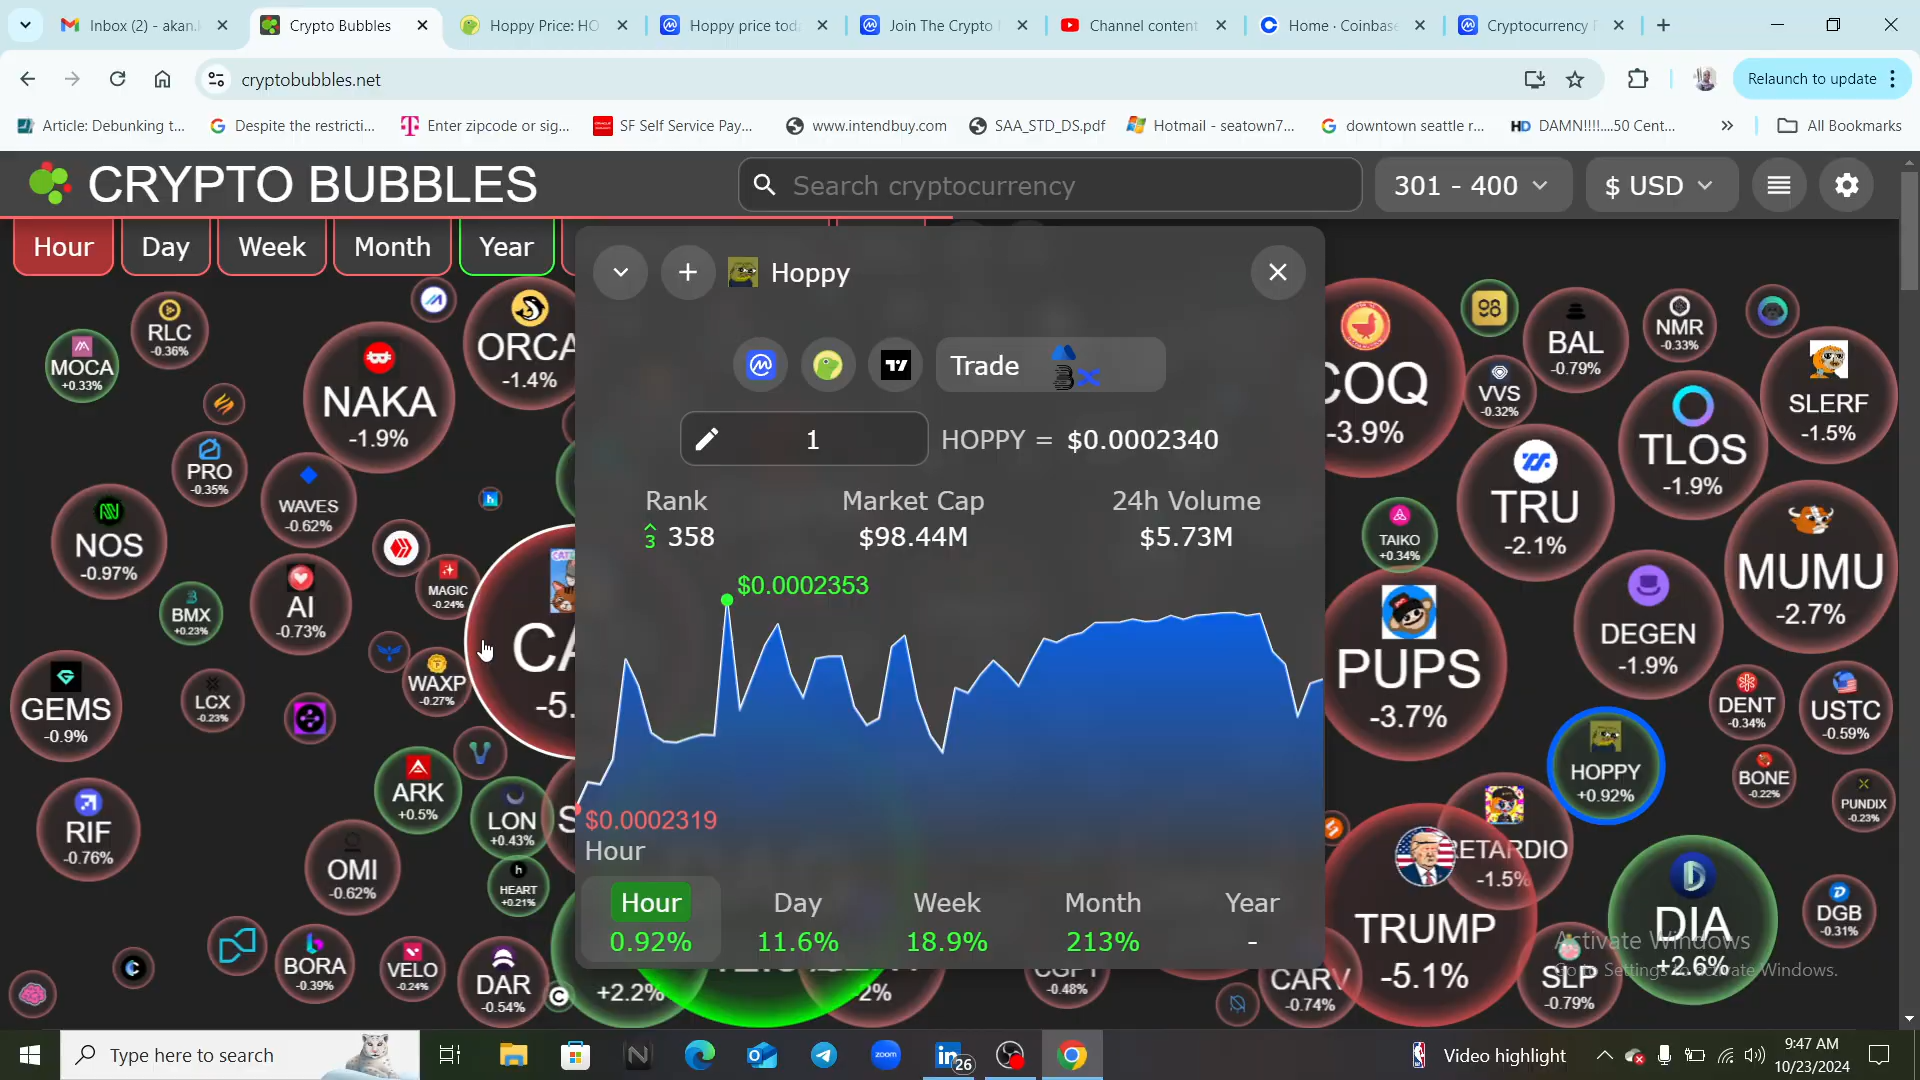 Inbox (2) - akan.
Crypto Bubbles
Hoppy Price: HO
Hoppy price toda
Join The Crypto
Channel content
Home · Coinbase
Cryptocurrency
cryptobubbles.net
Relaunch to update
Article: Debunking t...
Despite the restricti...
Enter zipcode or sig...
SF Self Service Pay...
www.intendbuy.com
SAA_STD_DS.pdf
Hotmail - seatown7...
downtown seattle r...
HD DAMN!!!!....50 Cent...
All Bookmarks
CRYPTO BUBBLES
Search cryptocurrency
301 - 400
$ USD
Hour
Day
Week
Month
Year
Hoppy
Trade
1
HOPPY = $0.0002340
Rank
3 358
Market Cap
$98.44M
24h Volume
$5.73M
$0.0002353
$0.0002319
Hour
Hour
0.92%
Day
11.6%
Week
18.9%
Month
213%
Year
-
RLC
-0.36%
MOCA
+0.33%
NAKA
-1.9%
ORCA
-1.4%
PRO
-0.35%
WAVES
-0.62%
NOS
-0.97%
BMX
+0.23%
AI
-0.73%
MAGIC
-0.24%
CA
-5.
WAXP
-0.27%
GEMS
-0.9%
LCX
-0.23%
ARK
+0.5%
LON
+0.43%
S
RIF
-0.76%
OMI
-0.62%
HEART
+0.21%
BORA
-0.39%
VELO
-0.24%
DAR
-0.54%
+2.2%
2%
CGPT
-0.48%
COQ
-3.9%
98
BAL
-0.79%
NMR
-0.33%
VVS
-0.32%
SLERF
-1.5%
TLOS
-1.9%
TRU
-2.1%
TAIKO
+0.34%
MUMU
-2.7%
PUPS
-3.7%
DEGEN
-1.9%
DENT
-0.34%
USTC
-0.59%
HOPPY
+0.92%
BONE
-0.22%
PUNDIX
-0.23%
RETARDIO
-1.5%
TRUMP
-5.1%
DIA
+2.6%
DGB
-0.31%
CARV
-0.74%
SLP
-0.79%
Activate Windows
Go to Settings to activate Windows.
Type here to search
zoom
26
Video highlight
9:47 AM
10/23/2024